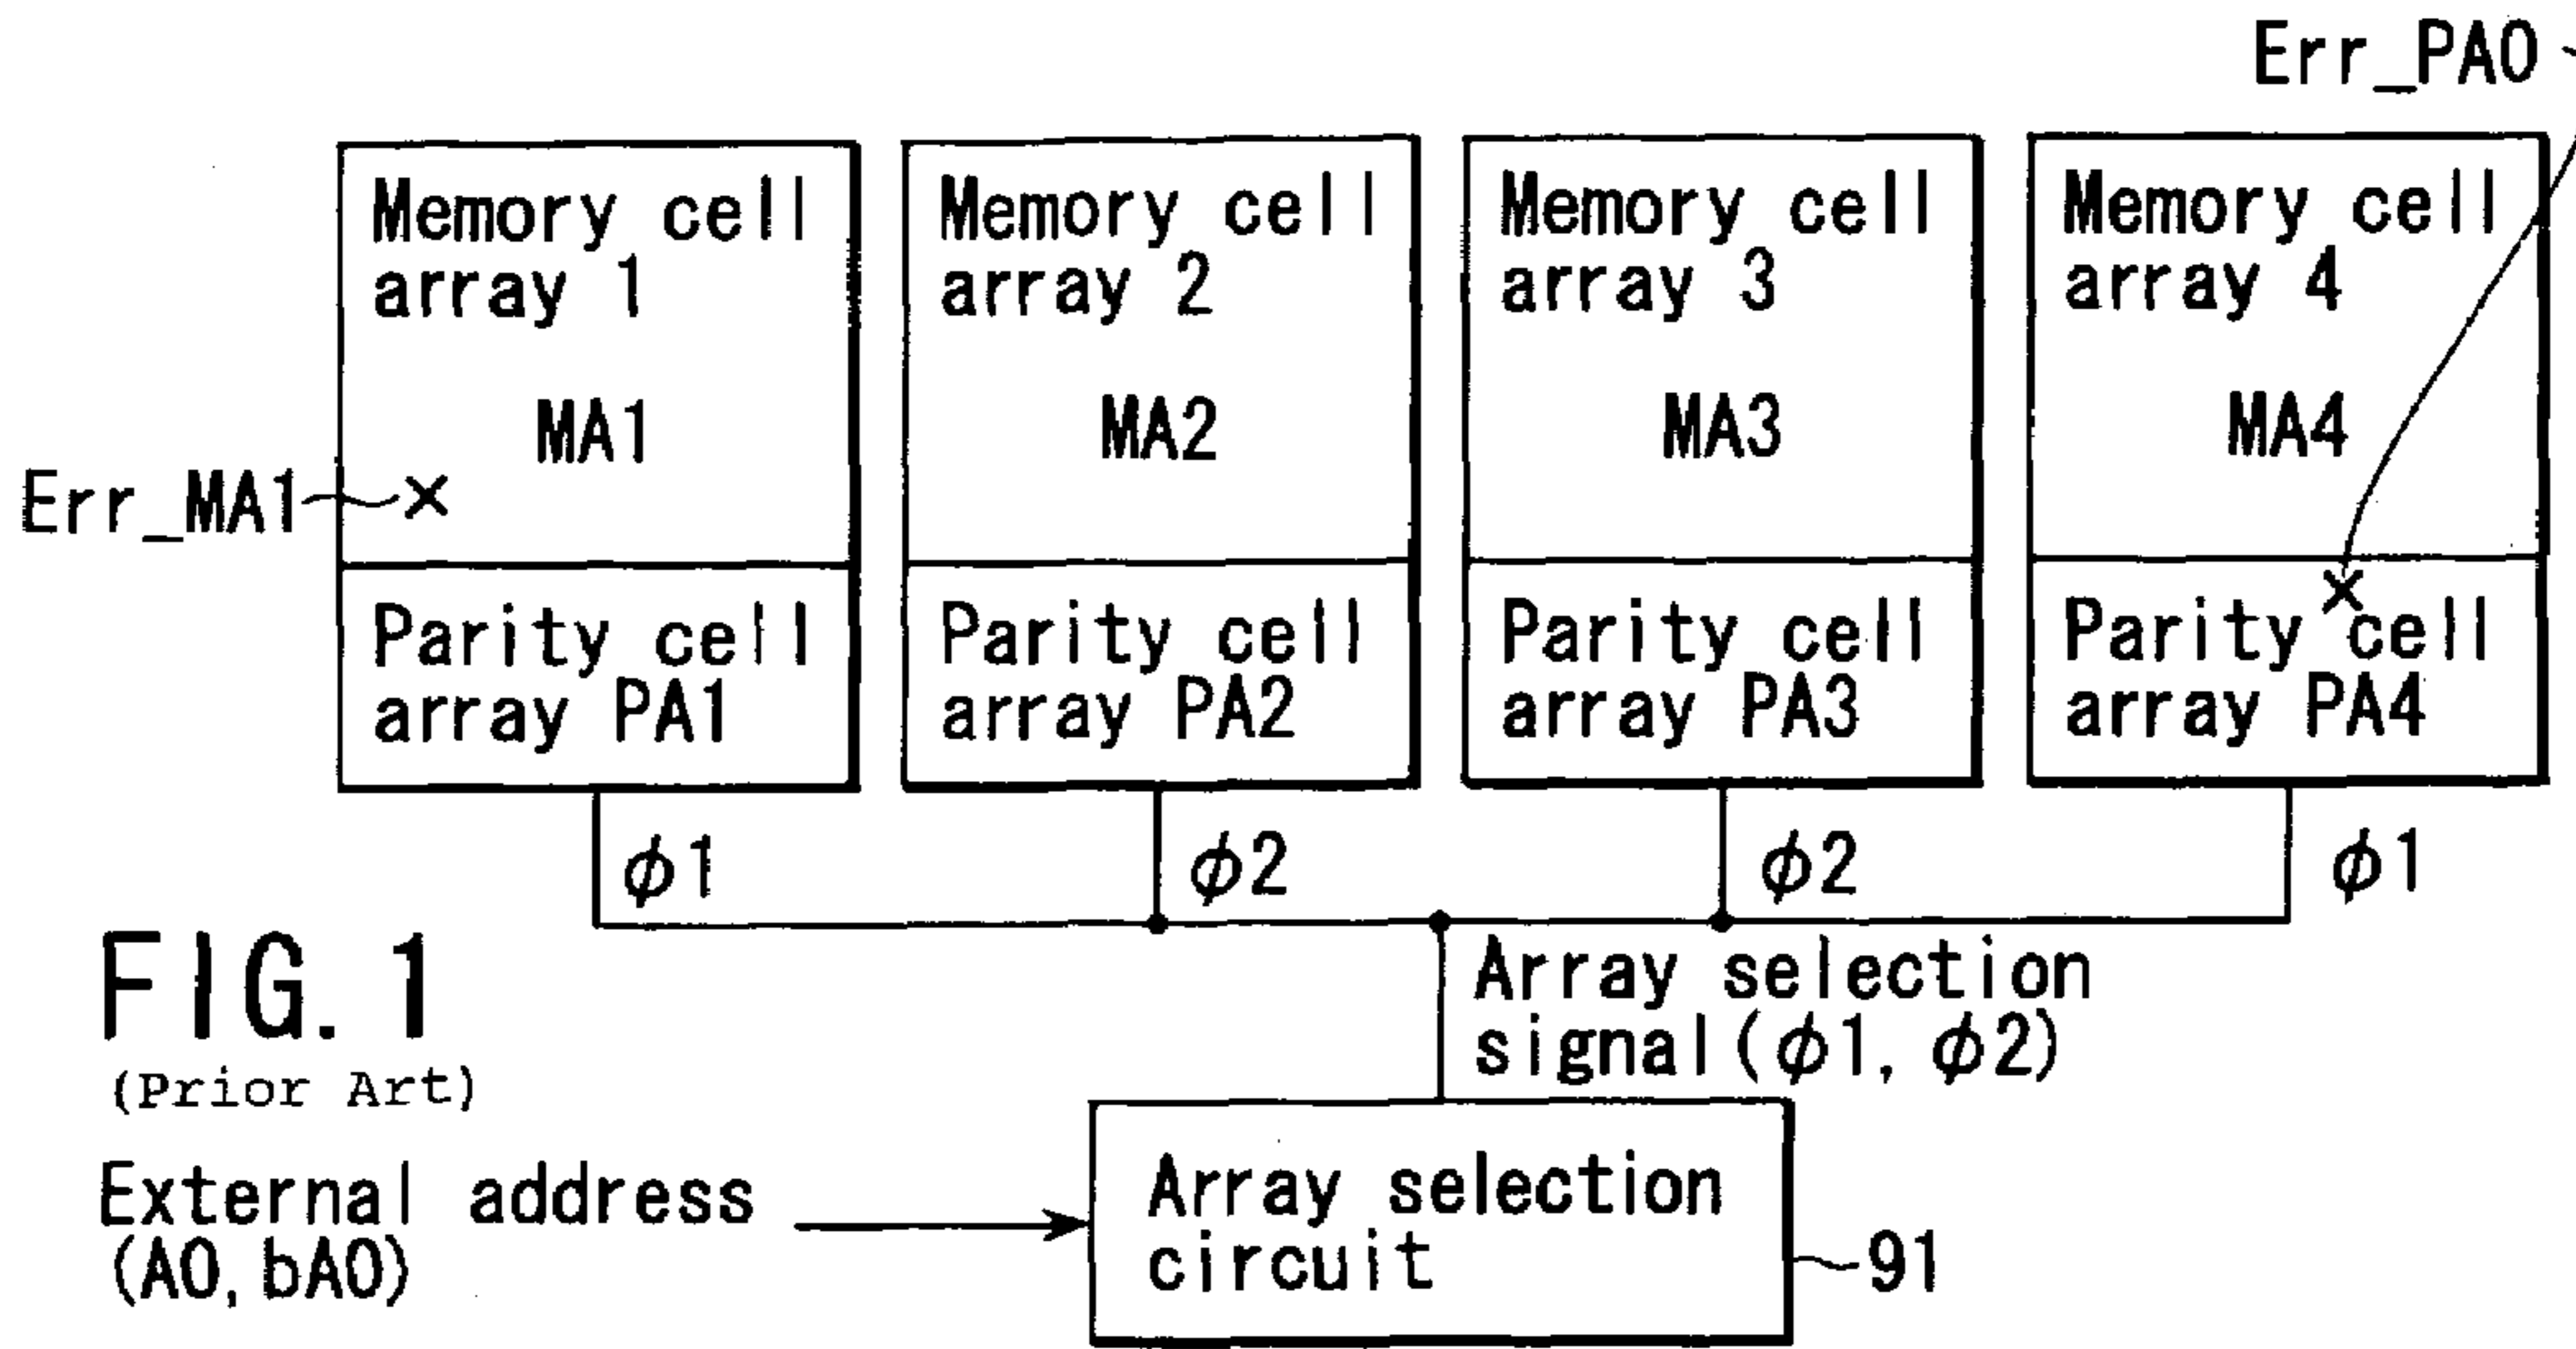 Err_PA0
Memory cell
array 1
MA1
Memory cell
array 2
MA2
Memory cell
array 3
MA3
Memory cell
array 4
MA4
Err_MA1
Parity cell
array PA1
Parity cell
array PA2
Parity cell
array PA3
Parity cell
array PA4
ϕ1
ϕ2
ϕ2
ϕ1
FIG. 1
(Prior Art)
Array selection
signal(ϕ1, ϕ2)
External address
(A0, bA0)
Array selection
circuit
91